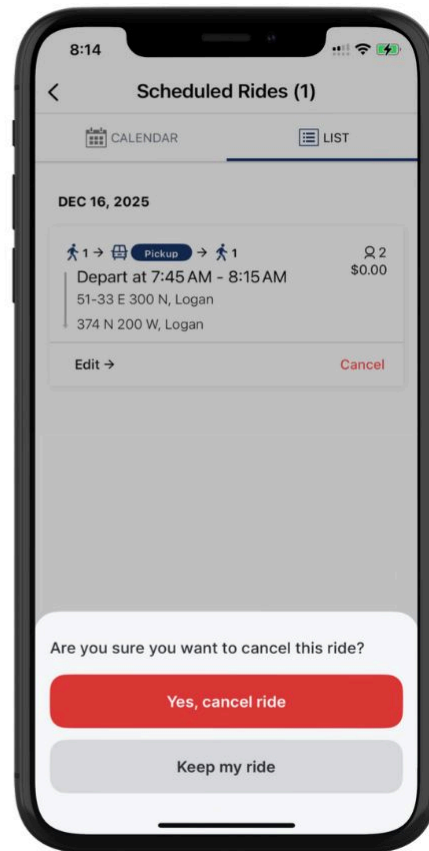 8:14
Scheduled Rides (1)
CALENDAR
LIST
DEC 16, 2025
1 → Pickup → 1
2
Depart at 7:45 AM - 8:15 AM
$0.00
51-33 E 300 N, Logan
374 N 200 W, Logan
Edit →
Cancel
Are you sure you want to cancel this ride?
Yes, cancel ride
Keep my ride